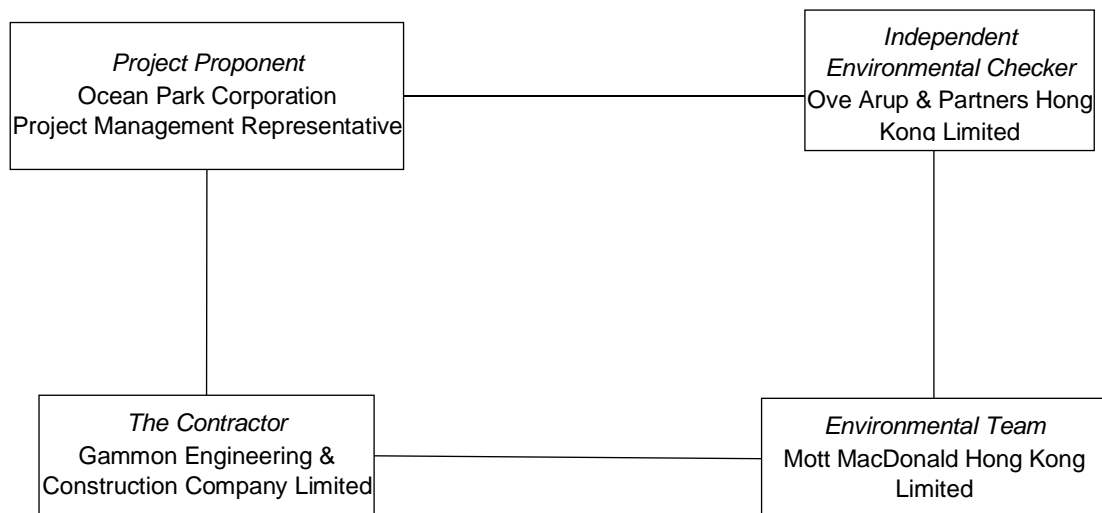 Project Proponent
Ocean Park Corporation
Project Management Representative
Independent
Environmental Checker
Ove Arup & Partners Hong
Kong Limited
The Contractor
Gammon Engineering &
Construction Company Limited
Environmental Team
Mott MacDonald Hong Kong
Limited